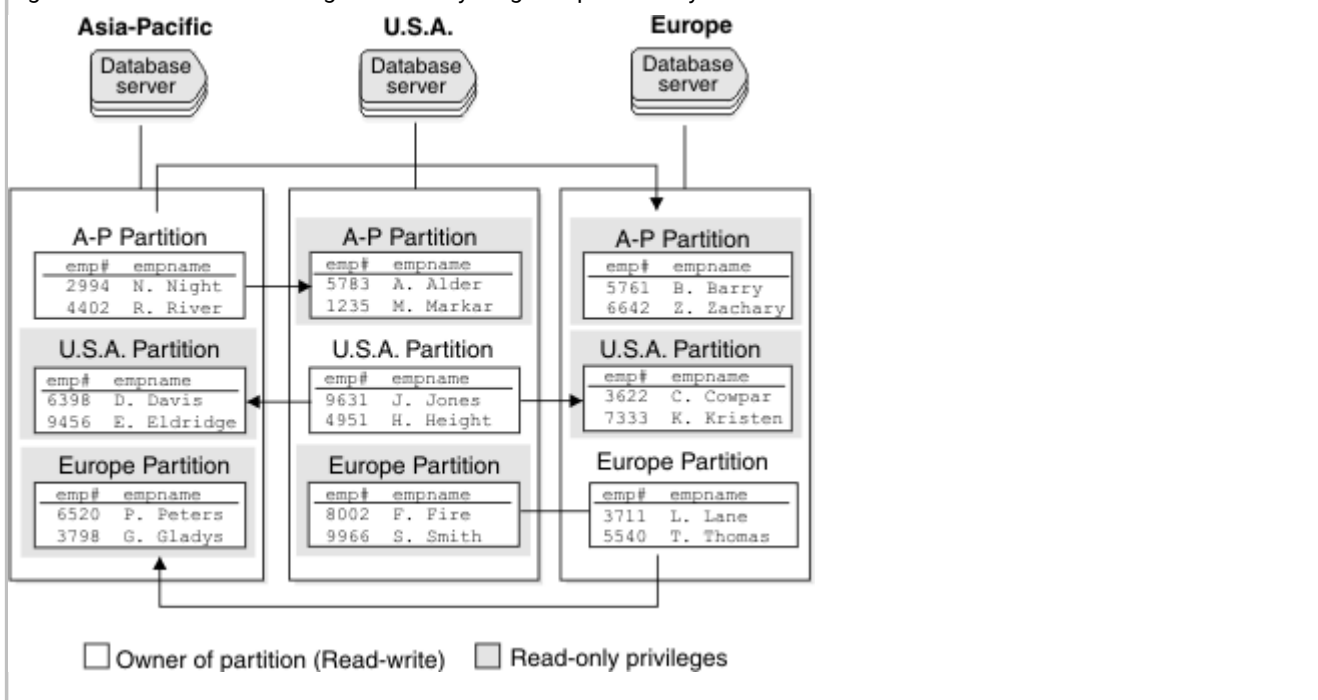 Asia-Pacific
U.S.A.
Europe
Database
server
Database
server
Database
server
A-P Partition
emp# empname
2994 N. Night
4402 R. River
U.S.A. Partition
emp# empname
6398 D. Davis
9456 E. Eldridge
Europe Partition
emp# empname
6520 P. Peters
3798 G. Gladys
A-P Partition
emp# empname
5783 A. Alder
1235 M. Markar
U.S.A. Partition
emp# empname
9631 J. Jones
4951 H. Height
Europe Partition
emp# empname
8002 F. Fire
9966 S. Smith
A-P Partition
emp# empname
5761 B. Barry
6642 Z. Zachary
U.S.A. Partition
emp# empname
3622 C. Cowpar
7333 K. Kristen
Europe Partition
emp# empname
3711 L. Lane
5540 T. Thomas
Owner of partition (Read-write)
Read-only privileges